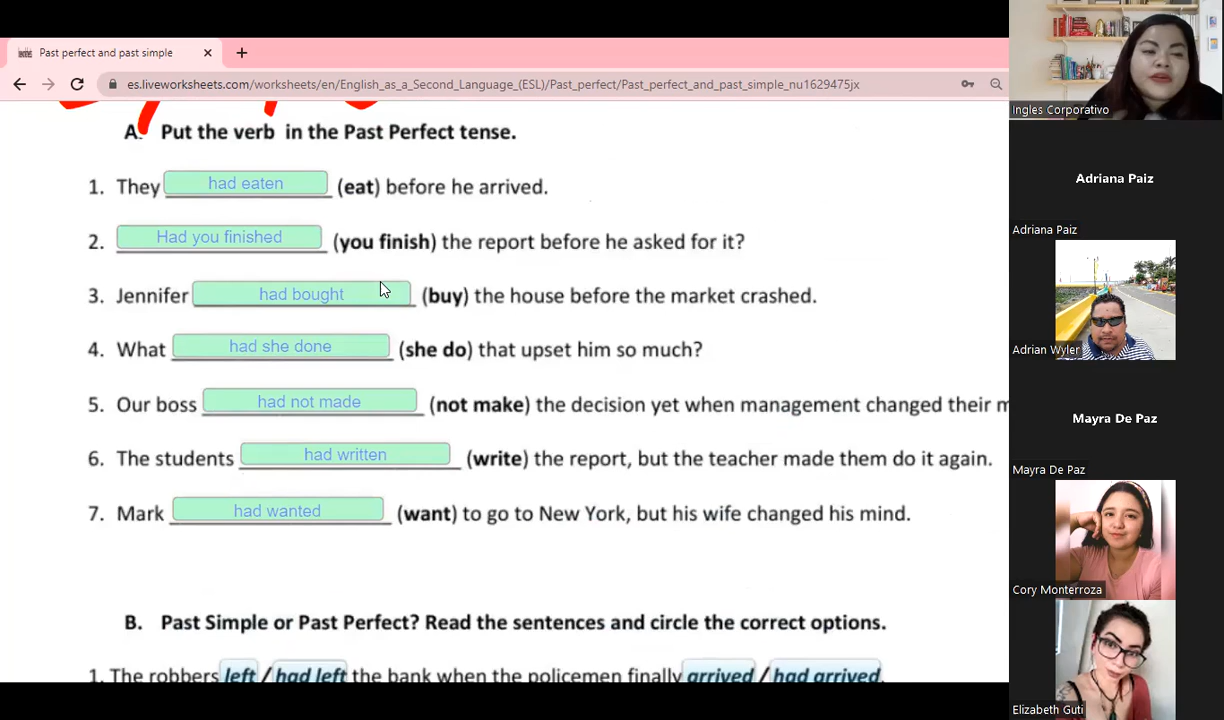 Past perfect and past simple
es.liveworksheets.com/worksheets/en/English_as_a_Second_Language_(ESL)/Past_perfect/Past_perfect_and_past_simple_nu1629475jx
Ingles Corporativo
A. Put the verb in the Past Perfect tense.
1. They had eaten (eat) before he arrived.
2. Had you finished (you finish) the report before he asked for it?
3. Jennifer had bought (buy) the house before the market crashed.
4. What had she done (she do) that upset him so much?
5. Our boss had not made (not make) the decision yet when management changed their m
6. The students had written (write) the report, but the teacher made them do it again.
7. Mark had wanted (want) to go to New York, but his wife changed his mind.
B. Past Simple or Past Perfect? Read the sentences and circle the correct options.
1. The robbers left / had left the bank when the policemen finally arrived / had arrived.
Adriana Paiz
Adriana Paiz
Adrian Wyler
Mayra De Paz
Mayra De Paz
Cory Monterroza
Elizabeth Guti